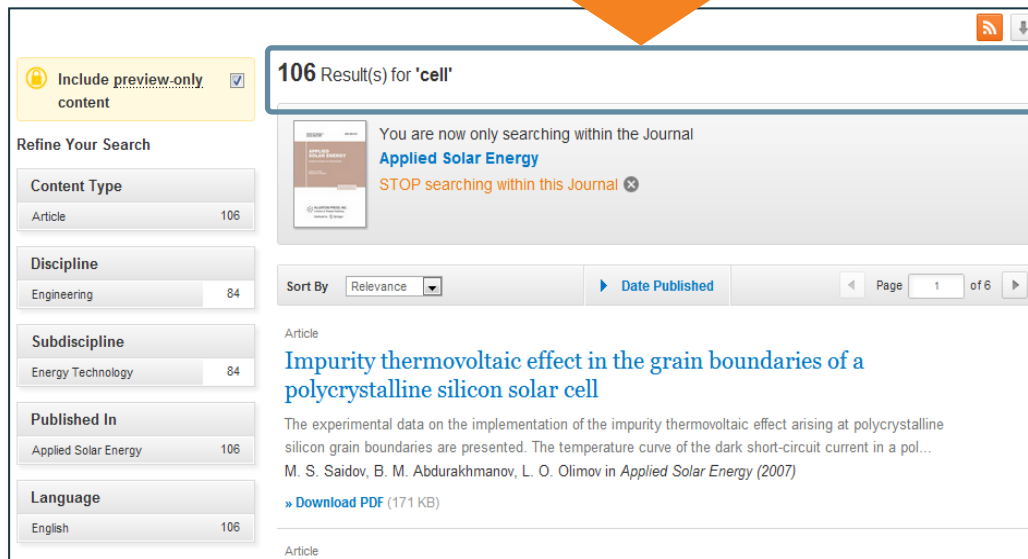 Include preview-only
content
Refine Your Search
Content Type
Article 106
Discipline
Engineering 84
Subdiscipline
Energy Technology 84
Published In
Applied Solar Energy 106
Language
English 106
106 Result(s) for 'cell'
APPLIED
SOLAR ENERGY
You are now only searching within the Journal
Applied Solar Energy
STOP searching within this Journal
Sort By Relevance Date Published Page 1 of 6
Article
Impurity thermovoltaic effect in the grain boundaries of a
polycrystalline silicon solar cell
The experimental data on the implementation of the impurity thermovoltaic effect arising at polycrystalline
silicon grain boundaries are presented. The temperature curve of the dark short-circuit current in a pol...
M. S. Saidov, B. M. Abdurakhmanov, L. O. Olimov in Applied Solar Energy (2007)
» Download PDF (171 KB)
Article